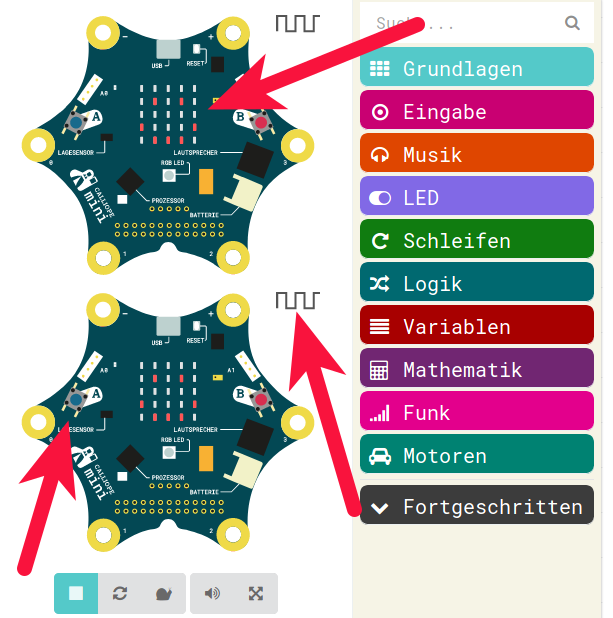 - +
USB
RESET
A0
A
B
LAGESENSOR
LAUTSPRECHER
0
3
RGB LED
CALLIOPE
mini
PROZESSOR
BATTERIE
1
2
- +
USB
RESET
A0
A1
A
B
LAGESENSOR
LAUTSPRECHER
0
3
RGB LED
CALLIOPE
mini
PROZESSOR
BATTERIE
1
2
Grundlagen
Eingabe
Musik
LED
Schleifen
Logik
Variablen
Mathematik
Funk
Motoren
Fortgeschritten